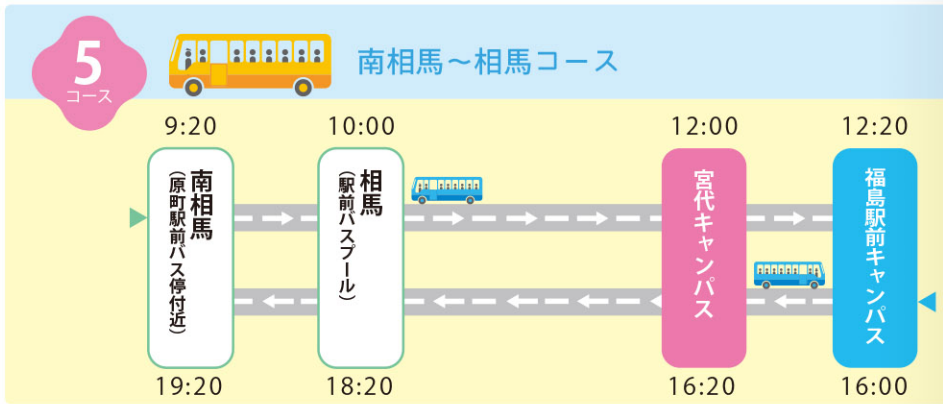 5
コース
南相馬～相馬コース
9:20
10:00
12:00
12:20
南相馬
(原町駅前バス停付近)
相馬
(駅前バスプール)
宮代キャンパス
福島駅前キャンパス
19:20
18:20
16:20
16:00